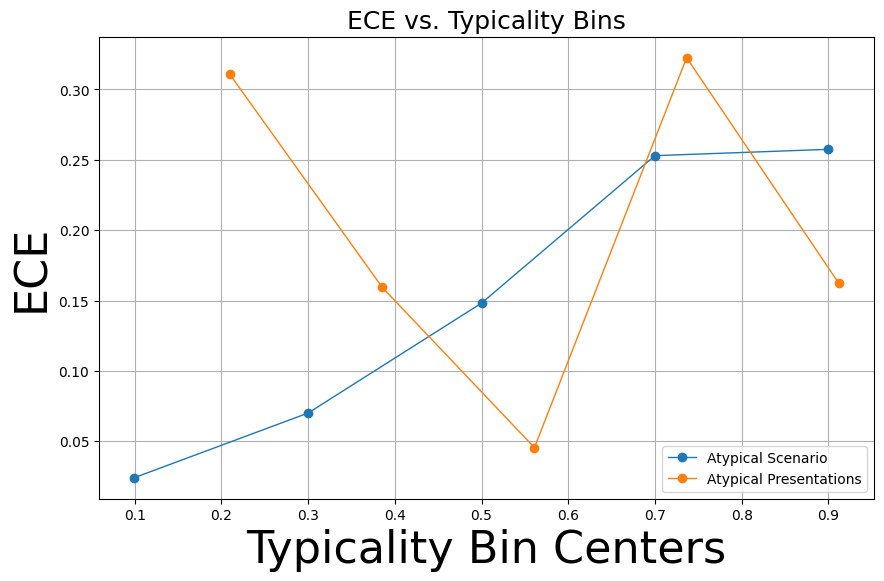 ECE vs. Typicality Bins
ECE
0.30
0.25
0.20
0.15
0.10
0.05
0.1 0.2 0.3 0.4 0.5 0.6 0.7 0.8 0.9
Typicality Bin Centers
Atypical Scenario
Atypical Presentations